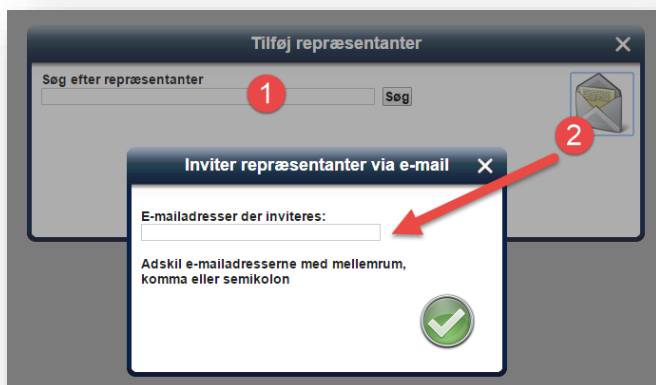 Tilføj repræsentanter
Søg efter repræsentanter
1
Søg
2
Inviter repræsentanter via e-mail
E-mailadresser der inviteres:
Adskil e-mailadresserne med mellemrum,
komma eller semikolon